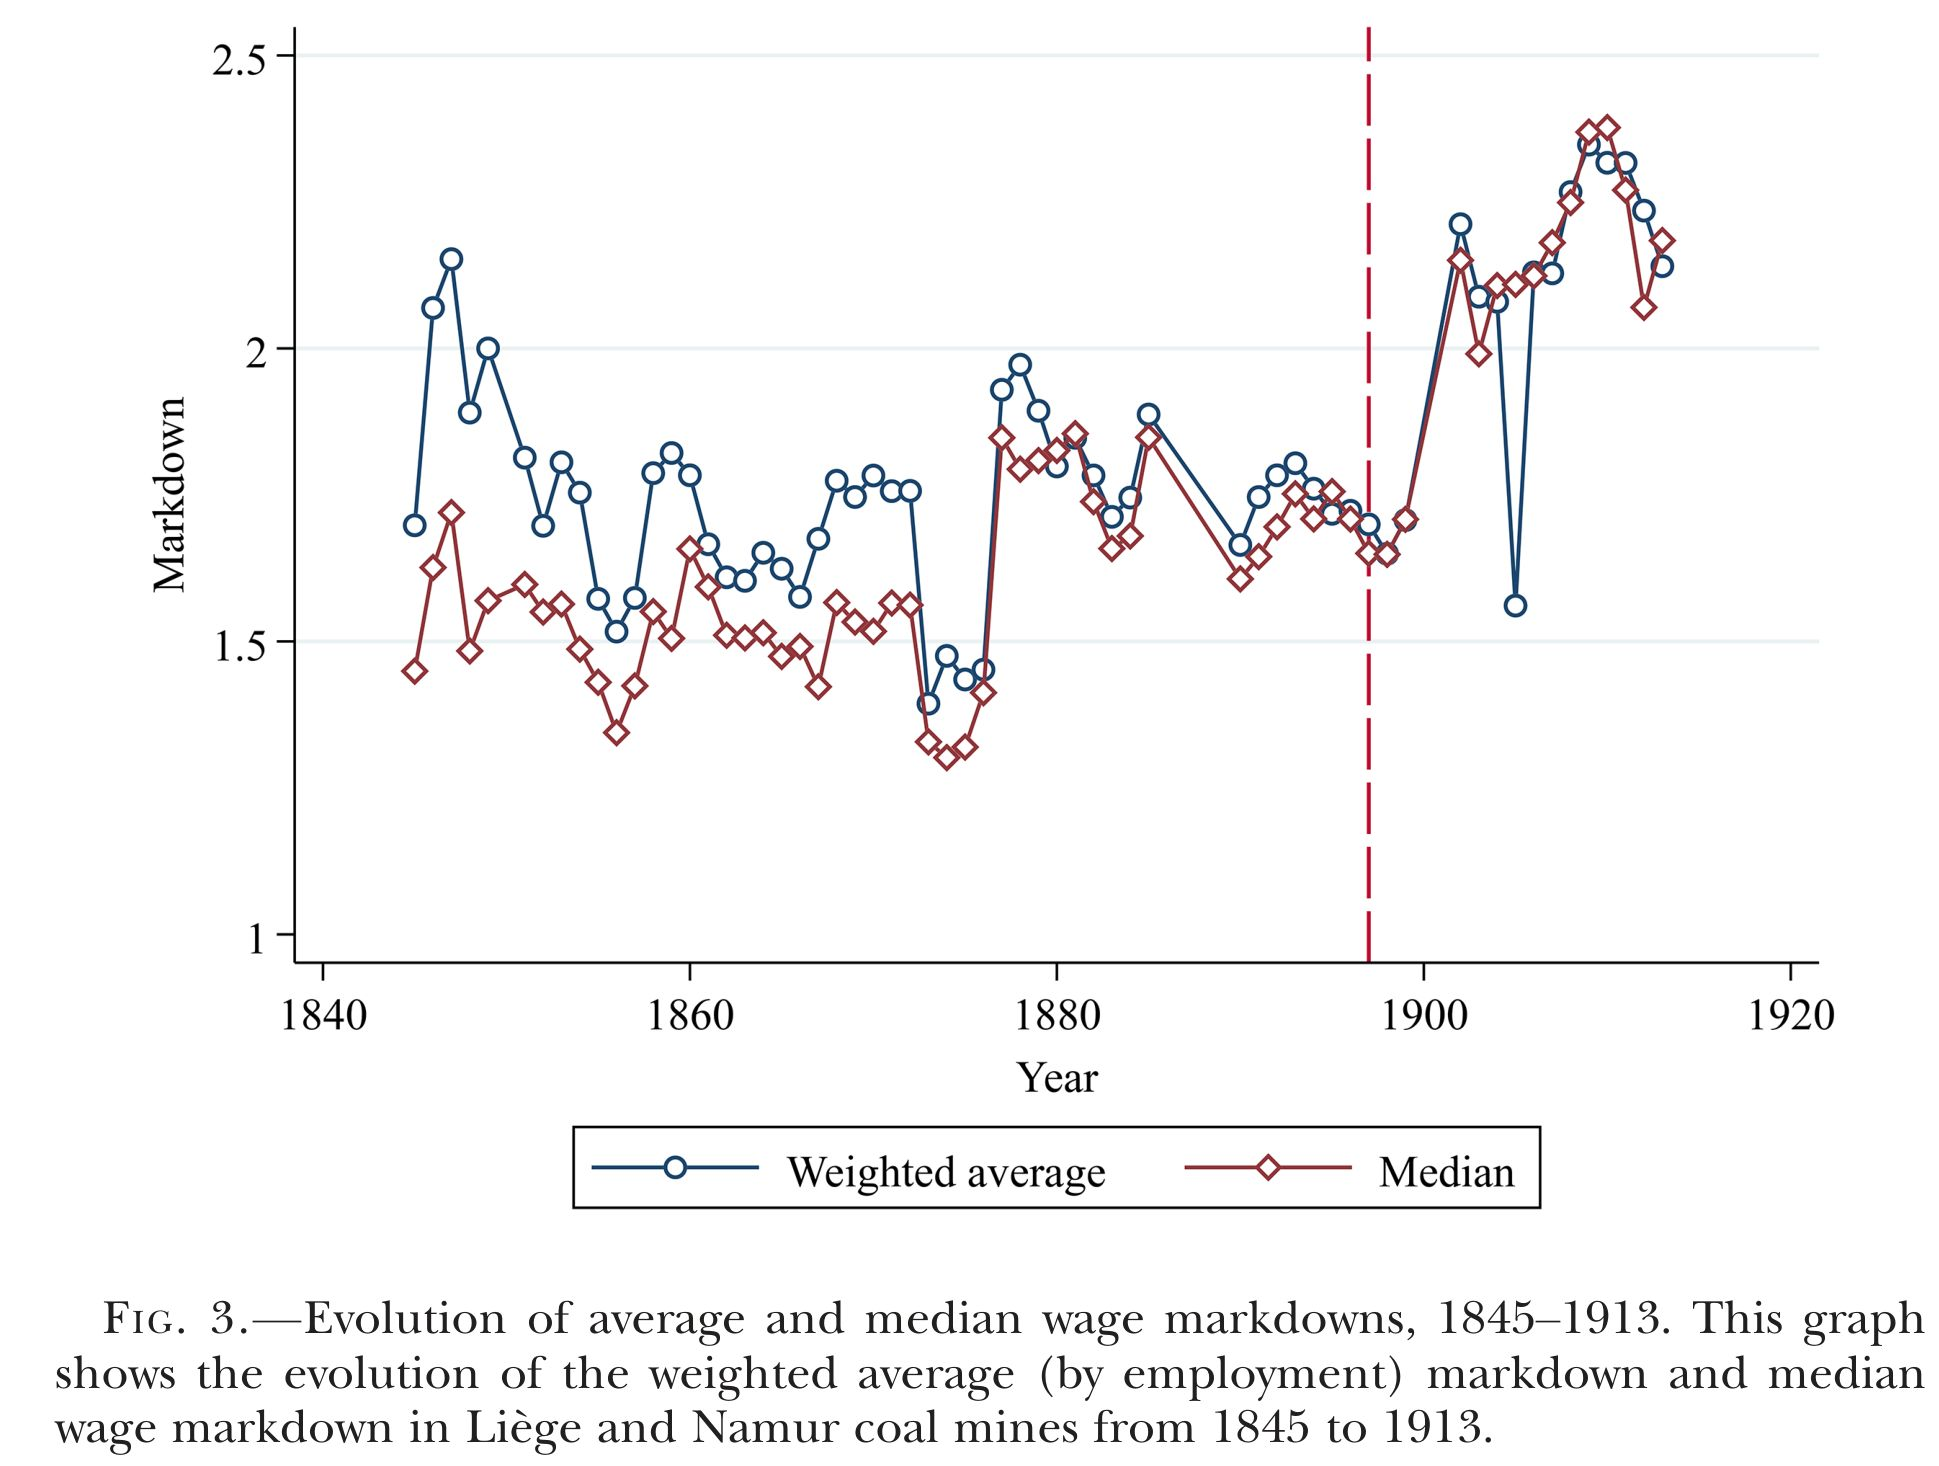 2.5
2
1.5
1
Markdown
1840 1860 1880 1900 1920
Year
Weighted average Median
FIG. 3.—Evolution of average and median wage markdowns, 1845–1913. This graph
shows the evolution of the weighted average (by employment) markdown and median
wage markdown in Liège and Namur coal mines from 1845 to 1913.